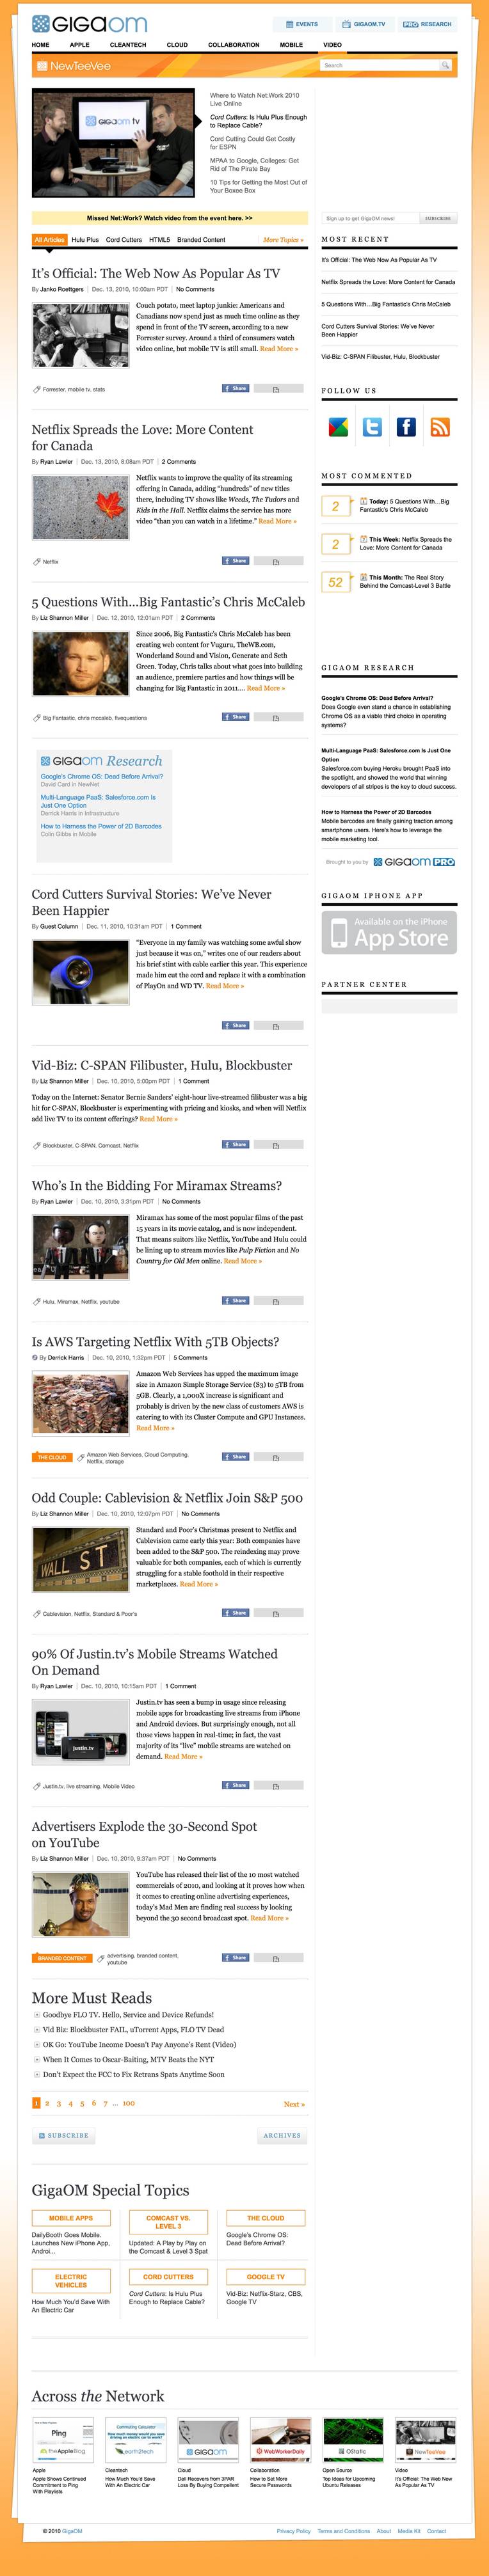 GIGAOM
EVENTS
GIGAOM.TV
PRO RESEARCH
HOME
APPLE
CLEANTECH
CLOUD
COLLABORATION
MOBILE
VIDEO
NewTeeVee
Search
GIGAOM tv
Where to Watch Net:Work 2010
Live Online
Cord Cutters: Is Hulu Plus Enough
to Replace Cable?
Cord Cutting Could Get Costly
for ESPN
MPAA to Google, Colleges: Get
Rid of The Pirate Bay
10 Tips for Getting the Most Out of
Your Boxee Box
Missed Net:Work? Watch video from the event here. >>
All Articles
Hulu Plus
Cord Cutters
HTML5
Branded Content
More Topics »
It's Official: The Web Now As Popular As TV
By Janko Roettgers | Dec. 13, 2010, 10:00am PDT | No Comments
Couch potato, meet laptop junkie: Americans and
Canadians now spend just as much time online as they
spend in front of the TV screen, according to a new
Forrester survey. Around a third of consumers watch
video online, but mobile TV is still small. Read More »
Forrester, mobile tv, stats
Share
Netflix Spreads the Love: More Content
for Canada
By Ryan Lawler | Dec. 13, 2010, 8:08am PDT | 2 Comments
Netflix wants to improve the quality of its streaming
offering in Canada, adding "hundreds" of new titles
there, including TV shows like Weeds, The Tudors and
Kids in the Hall. Netflix claims the service has more
video "than you can watch in a lifetime." Read More »
Netflix
Share
5 Questions With...Big Fantastic's Chris McCaleb
By Liz Shannon Miller | Dec. 12, 2010, 12:01am PDT | 2 Comments
Since 2006, Big Fantastic's Chris McCaleb has been
creating web content for Vuguru, TheWB.com,
Wonderland Sound and Vision, Generate and Seth
Green. Today, Chris talks about what goes into building
an audience, premiere parties and how things will be
changing for Big Fantastic in 2011.... Read More »
Big Fantastic, chris mccaleb, fivequestions
Share
GIGAOM Research
Google's Chrome OS: Dead Before Arrival?
David Card in NewNet
Multi-Language PaaS: Salesforce.com Is
Just One Option
Derrick Harris in Infrastructure
How to Harness the Power of 2D Barcodes
Colin Gibbs in Mobile
Cord Cutters Survival Stories: We've Never
Been Happier
By Guest Column | Dec. 11, 2010, 10:31am PDT | 1 Comment
"Everyone in my family was watching some awful show
just because it was on," writes one of our readers about
his brief stint with cable earlier this year. This experience
made him cut the cord and replace it with a combination
of PlayOn and WD TV. Read More »
Share
Vid-Biz: C-SPAN Filibuster, Hulu, Blockbuster
By Liz Shannon Miller | Dec. 10, 2010, 5:00pm PDT | 1 Comment
Today on the Internet: Senator Bernie Sanders' eight-hour live-streamed filibuster was a big
hit for C-SPAN, Blockbuster is experimenting with pricing and kiosks, and when will Netflix
add live TV to its content offerings? Read More »
Blockbuster, C-SPAN, Comcast, Netflix
Share
Who's In the Bidding For Miramax Streams?
By Ryan Lawler | Dec. 10, 2010, 3:31pm PDT | No Comments
Miramax has some of the most popular films of the past
15 years in its movie catalog, and is now independent.
That means suitors like Netflix, YouTube and Hulu could
be lining up to stream movies like Pulp Fiction and No
Country for Old Men online. Read More »
Hulu, Miramax, Netflix, youtube
Share
Is AWS Targeting Netflix With 5TB Objects?
By Derrick Harris | Dec. 10, 2010, 1:32pm PDT | 5 Comments
Amazon Web Services has upped the maximum image
size in Amazon Simple Storage Service (S3) to 5TB from
5GB. Clearly, a 1,000X increase is significant and
probably is driven by the new class of customers AWS is
catering to with its Cluster Compute and GPU Instances.
Read More »
THE CLOUD
Amazon Web Services, Cloud Computing,
Netflix, storage
Share
Odd Couple: Cablevision & Netflix Join S&P 500
By Liz Shannon Miller | Dec. 10, 2010, 12:07pm PDT | No Comments
WALL ST
Standard and Poor's Christmas present to Netflix and
Cablevision came early this year: Both companies have
been added to the S&P 500. The reindexing may prove
valuable for both companies, each of which is currently
struggling for a stable foothold in their respective
marketplaces. Read More »
Cablevision, Netflix, Standard & Poor's
Share
90% Of Justin.tv's Mobile Streams Watched
On Demand
By Ryan Lawler | Dec. 10, 2010, 10:15am PDT | 1 Comment
justin.tv
Justin.tv has seen a bump in usage since releasing
mobile apps for broadcasting live streams from iPhone
and Android devices. But surprisingly enough, not all
those views happen in real-time; in fact, the vast
majority of its "live" mobile streams are watched on
demand. Read More »
Justin.tv, live streaming, Mobile Video
Share
Advertisers Explode the 30-Second Spot
on YouTube
By Liz Shannon Miller | Dec. 10, 2010, 9:37am PDT | No Comments
YouTube has released their list of the 10 most watched
commercials of 2010, and looking at it proves how when
it comes to creating online advertising experiences,
today's Mad Men are finding real success by looking
beyond the 30 second broadcast spot. Read More »
BRANDED CONTENT
advertising, branded content,
youtube
Share
More Must Reads
Goodbye FLO TV. Hello, Service and Device Refunds!
Vid Biz: Blockbuster FAIL, uTorrent Apps, FLO TV Dead
OK Go: YouTube Income Doesn't Pay Anyone's Rent (Video)
When It Comes to Oscar-Baiting, MTV Beats the NYT
Don't Expect the FCC to Fix Retrans Spats Anytime Soon
1 2 3 4 5 6 7 ... 100
Next »
SUBSCRIBE
ARCHIVES
GigaOM Special Topics
MOBILE APPS
DailyBooth Goes Mobile.
Launches New iPhone App,
Androi...
COMCAST VS.
LEVEL 3
Updated: A Play by Play on
the Comcast & Level 3 Spat
THE CLOUD
Google's Chrome OS:
Dead Before Arrival?
ELECTRIC
VEHICLES
How Much You'd Save With
An Electric Car
CORD CUTTERS
Cord Cutters: Is Hulu Plus
Enough to Replace Cable?
GOOGLE TV
Vid-Biz: Netflix-Starz, CBS,
Google TV
Sign up to get GigaOM news!
SUBSCRIBE
MOST RECENT
It's Official: The Web Now As Popular As TV
Netflix Spreads the Love: More Content for Canada
5 Questions With...Big Fantastic's Chris McCaleb
Cord Cutters Survival Stories: We've Never
Been Happier
Vid-Biz: C-SPAN Filibuster, Hulu, Blockbuster
FOLLOW US
MOST COMMENTED
2
Today: 5 Questions With...Big
Fantastic's Chris McCaleb
2
This Week: Netflix Spreads the
Love: More Content for Canada
52
This Month: The Real Story
Behind the Comcast-Level 3 Battle
GIGAOM RESEARCH
Google's Chrome OS: Dead Before Arrival?
Does Google even stand a chance in establishing
Chrome OS as a viable third choice in operating
systems?
Multi-Language PaaS: Salesforce.com Is Just One
Option
Salesforce.com buying Heroku brought PaaS into
the spotlight, and showed the world that winning
developers of all stripes is the key to cloud success.
How to Harness the Power of 2D Barcodes
Mobile barcodes are finally gaining traction among
smartphone users. Here's how to leverage the
mobile marketing tool.
Brought to you by GIGAOM PRO
GIGAOM IPHONE APP
Available on the iPhone
App Store
PARTNER CENTER
Across the Network
Ping
theAppleBlog
earth2tech
GIGAOM
WebWorkerDaily
OStatic
NewTeeVee
Apple
Apple Shows Continued
Commitment to Ping
With Playlists
Cleantech
How Much You'd Save
With An Electric Car
Cloud
Dell Recovers from 3PAR
Loss By Buying Compellent
Collaboration
How to Set More
Secure Passwords
Open Source
Top Ideas for Upcoming
Ubuntu Releases
Video
It's Official: The Web Now
As Popular As TV
© 2010 GigaOM
Privacy Policy
Terms and Conditions
About
Media Kit
Contact